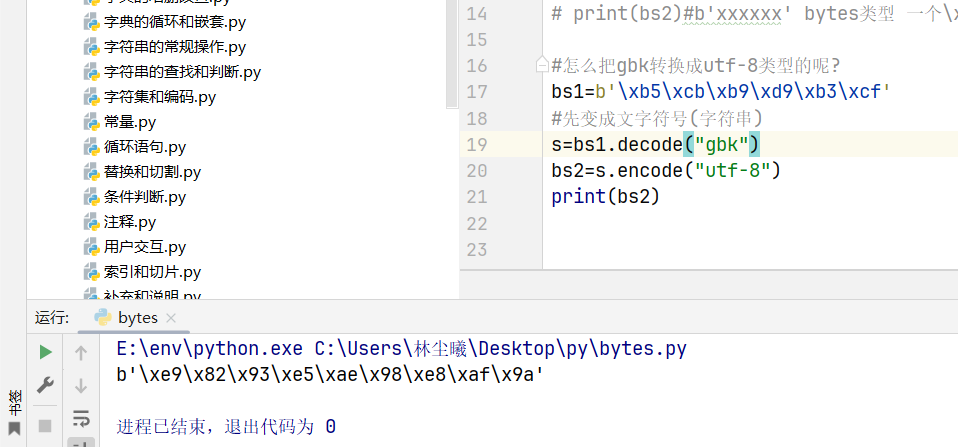 字典的循环和嵌套.py
字符串的常规操作.py
字符串的查找和判断.py
字符集和编码.py
常量.py
循环语句.py
替换和切割.py
条件判断.py
注释.py
用户交互.py
索引和切片.py
补充和说明.py
14 # print(bs2)#b'xxxxxx' bytes类型 一个\x
15
16 #怎么把gbk转换成utf-8类型的呢?
17 bs1=b'\xb5\xcb\xb9\xd9\xb3\xcf'
18 #先变成文字符号(字符串)
19 s=bs1.decode("gbk")
20 bs2=s.encode("utf-8")
21 print(bs2)
22
23
运行: bytes
E:\env\python.exe C:\Users\林尘曦\Desktop\py\bytes.py
b'\xe9\x82\x93\xe5\xae\x98\xe8\xaf\x9a'
进程已结束，退出代码为 0
书签